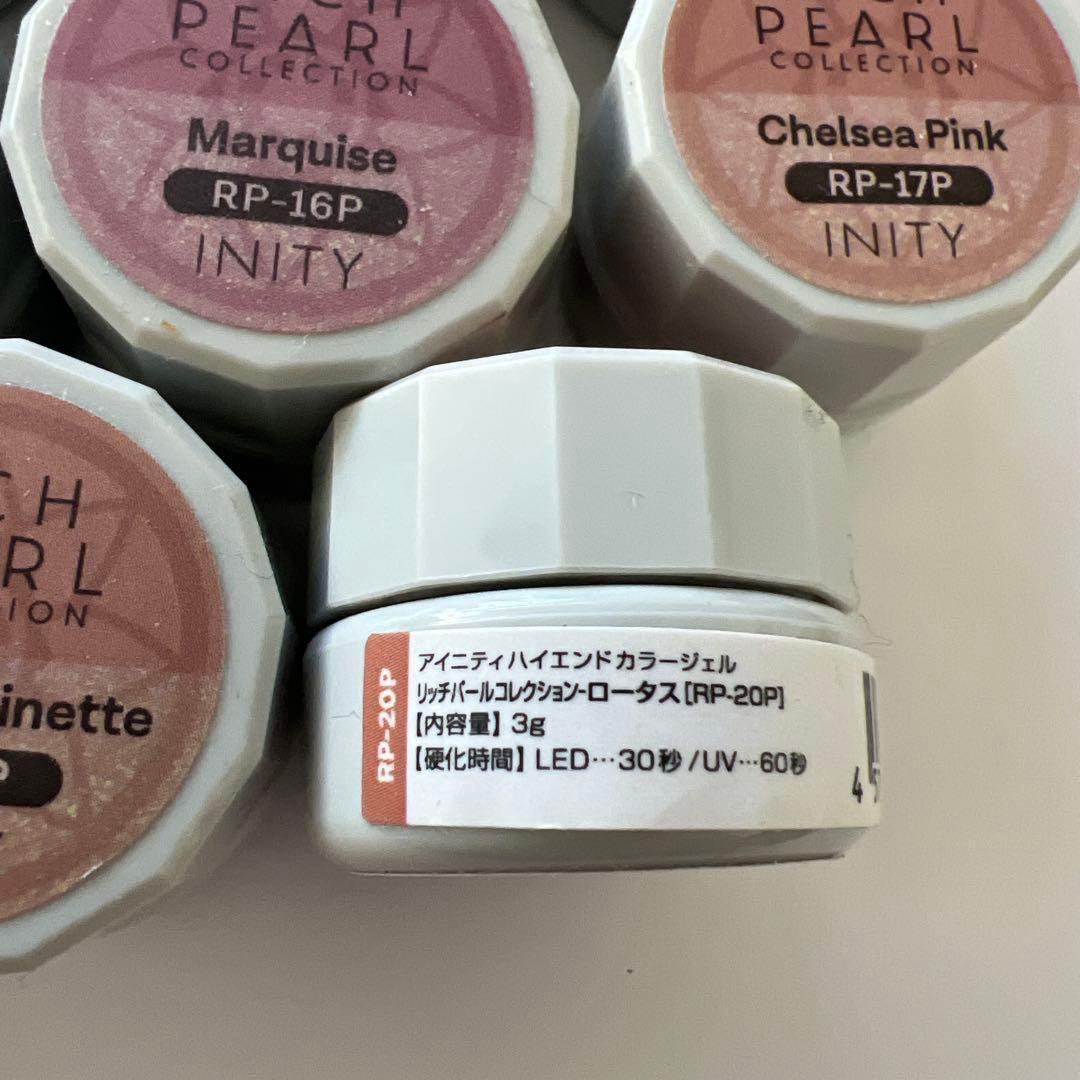 PEARL
COLLECTION
Marquise
RP-16P
INITY
PEARL
COLLECTION
Chelsea Pink
RP-17P
INITY
RP-20P
アイニティハイエンドカラージェル
リッチパールコレクション-ロータス[RP-20P]
【内容量】3g
【硬化時間】LED…30秒/UV…60秒
4